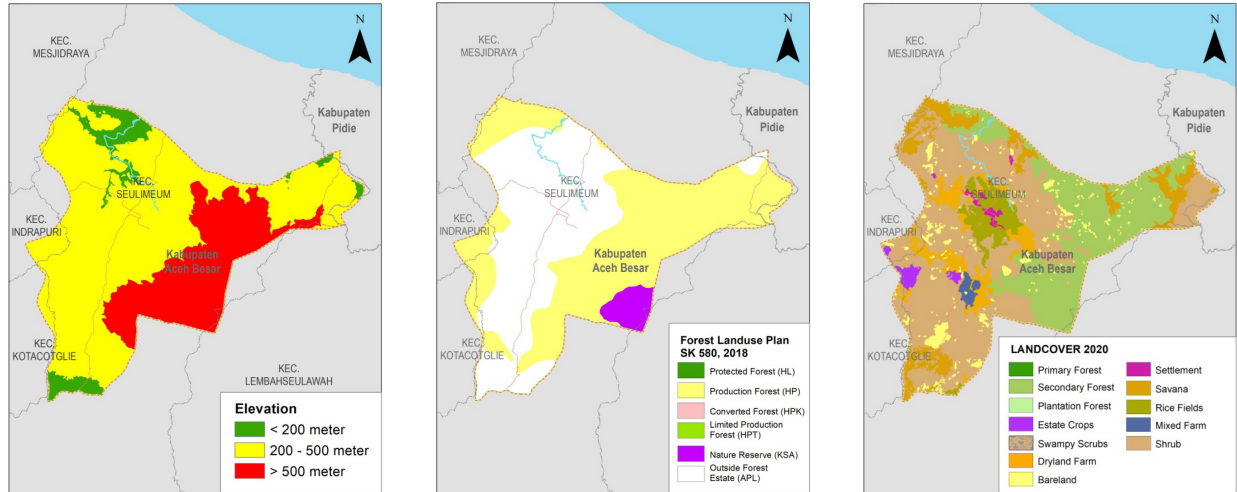 N
KEC.
MESJIDRAYA
Kabupaten
Pidie
KEC.
SEULIMEUM
KEC.
INDRAPURI
Kabupaten
Aceh Besar
KEC.
KOTACOTGLIE
KEC.
LEMBAHSEULAWAH
Elevation
< 200 meter
200 - 500 meter
> 500 meter
N
KEC.
MESJIDRAYA
Kabupaten
Pidie
KEC.
SEULIMEUM
KEC.
INDRAPURI
Kabupaten
Aceh Besar
KEC.
KOTACOTGLIE
KEC.
LEMBAHSEULAWAH
Forest Landuse Plan
SK 580, 2018
Protected Forest (HL)
Production Forest (HP)
Converted Forest (HPK)
Limited Production
Forest (HPT)
Nature Reserve (KSA)
Outside Forest
Estate (APL)
N
KEC.
MESJIDRAYA
Kabupaten
Pidie
KEC.
SEULIMEUM
KEC.
INDRAPURI
Kabupaten
Aceh Besar
KEC.
KOTACOTGLIE
LANDCOVER 2020
Primary Forest
Secondary Forest
Plantation Forest
Estate Crops
Swampy Scrubs
Dryland Farm
Bareland
Settlement
Savana
Rice Fields
Mixed Farm
Shrub